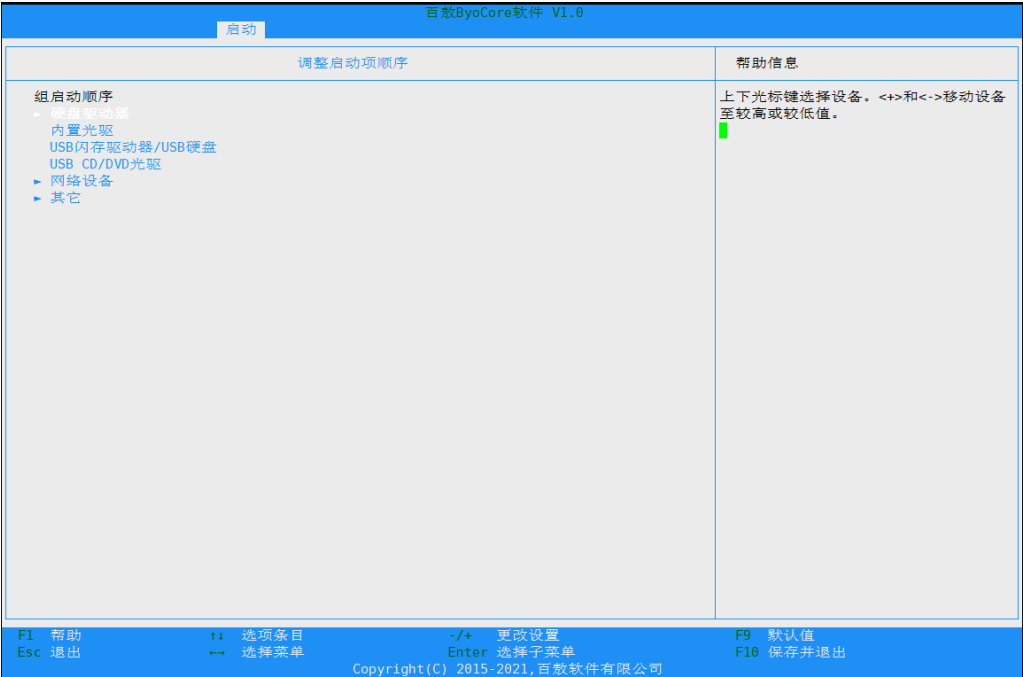 百敖ByoCore软件 V1.0
启动
调整启动项顺序
帮助信息
组启动顺序
► 硬盘驱动器
内置光驱
USB闪存驱动器/USB硬盘
USB CD/DVD光驱
► 网络设备
► 其它
上下光标键选择设备。<+>和<->移动设备
至较高或较低值。
F1 帮助 ↑↓ 选项条目 -/+ 更改设置 F9 默认值
Esc 退出 ←→ 选择菜单 Enter 选择子菜单 F10 保存并退出
Copyright(C) 2015-2021,百敖软件有限公司